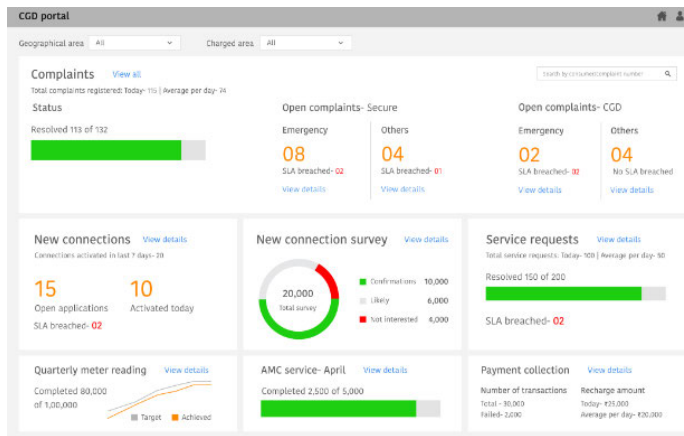 CGD portal
Geographical area All
Charged area All
Complaints View all
Search by consumer/complaint number
Total complaints registered: Today- 115 | Average per day- 74
Status
Resolved 113 of 132
Open complaints- Secure
Emergency
08
SLA breached- 02
View details
Others
04
SLA breached- 01
View details
Open complaints- CGD
Emergency
02
SLA breached- 02
View details
Others
04
No SLA breached
View details
New connections View details
Connections activated in last 7 days- 20
15
Open applications
SLA breached- 02
10
Activated today
New connection survey View details
20,000
Total survey
Confirmations 10,000
Likely 6,000
Not interested 4,000
Service requests View details
Total service requests: Today- 100 | Average per day- 50
Resolved 150 of 200
SLA breached- 02
Quarterly meter reading View details
Completed 80,000
of 1,00,000
Target Achieved
AMC service- April View details
Completed 2,500 of 5,000
Payment collection View details
Number of transactions
Total - 30,000
Failed- 2,000
Recharge amount
Today- ₹25,000
Average per day- ₹20,000